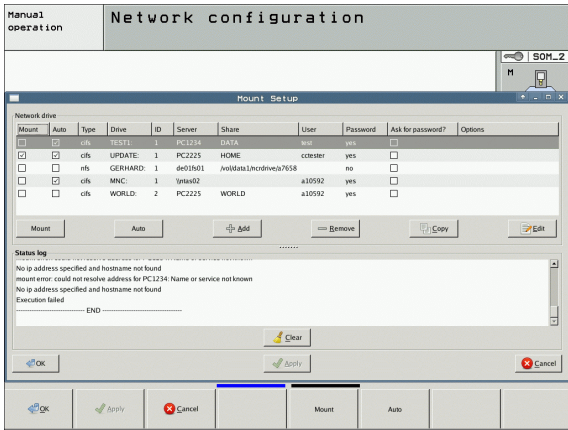 Manual operation
Network configuration
SOM_2
M
Mount Setup
Network drive
Mount Auto Type Drive ID Server Share User Password Ask for password? Options
cifs TEST1: 1 PC1234 DATA test yes
cifs UPDATE: 1 PC2225 HOME cctester yes
nfs GERHARD: 1 de01fs01 /vol/data1/ncrdrive/a7658 no
cifs MNC: 1 \\ntas02 a10592 yes
cifs WORLD: 2 PC2225 WORLD a10592 yes
Mount Auto Add Remove Copy Edit
Status log
No ip address specified and hostname not found
mount error: could not resolve address for PC1234: Name or service not known
No ip address specified and hostname not found
Execution failed
------------------------------ END ----------------------------------
Clear
OK Apply Cancel
OK Apply Cancel Mount Auto